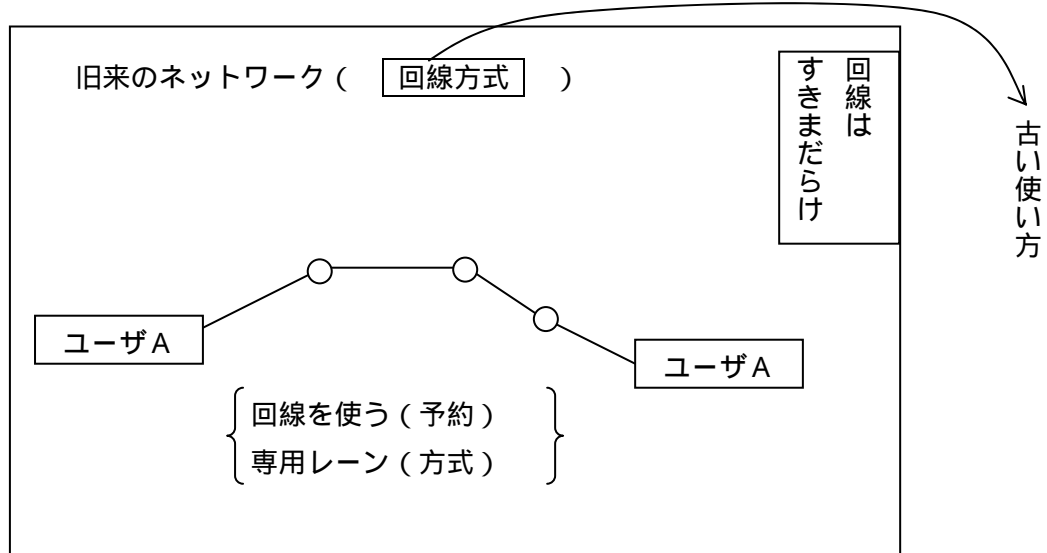 旧来のネットワーク( 回線方式 )
回線は
すきまだらけ
古い使い方
ユーザA
ユーザA
回線を使う(予約)
専用レーン(方式)